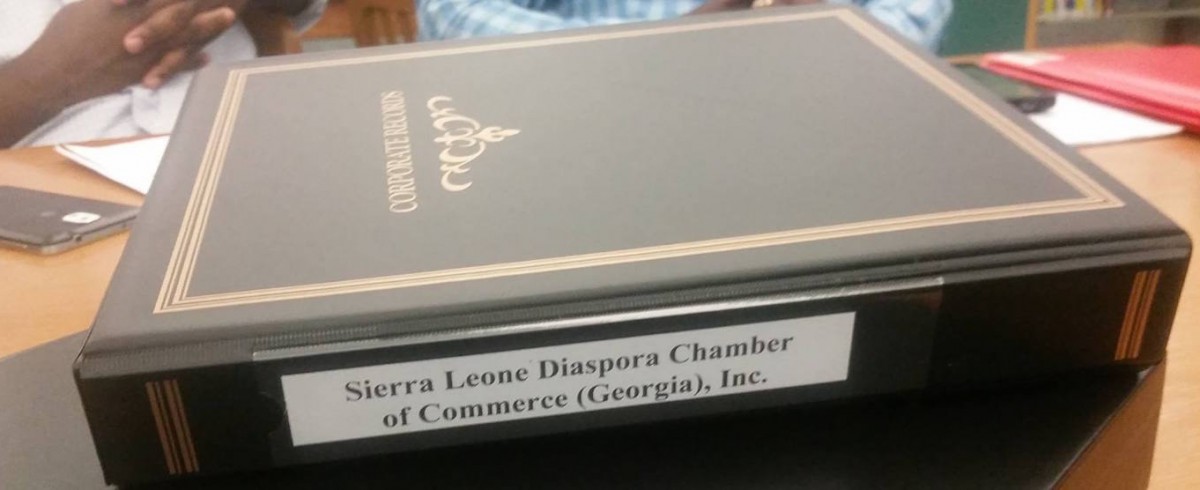 CORPORATE RECORDS
Sierra Leone Diaspora Chamber
of Commerce (Georgia), Inc.